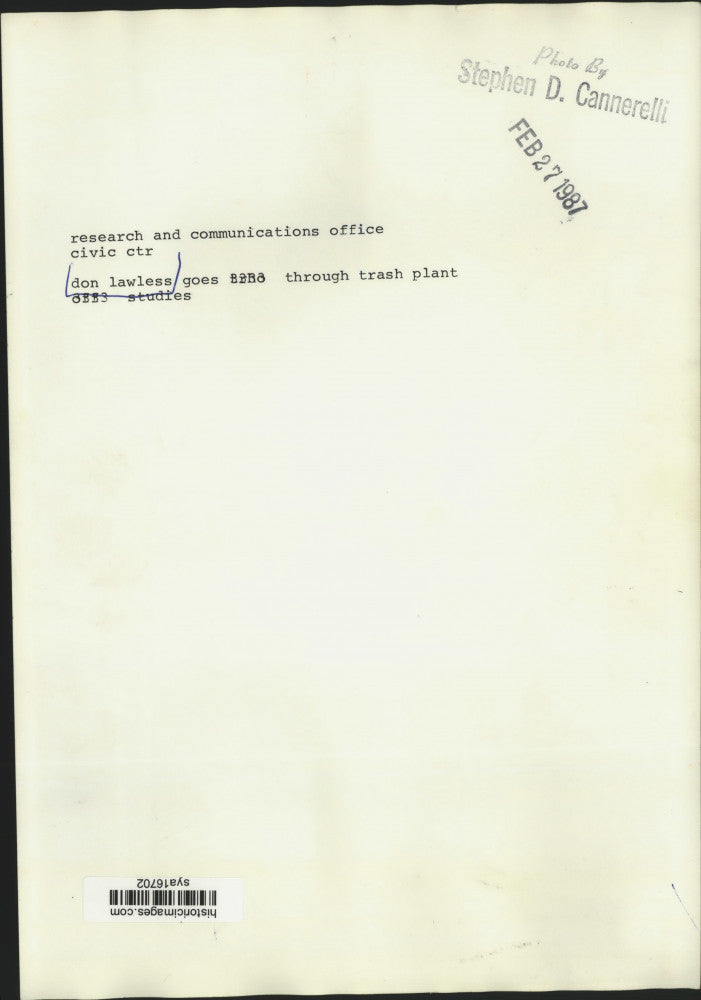 Photo By
Stephen D. Cannerelli
FEB 27 1987
research and communications office
civic ctr
don lawless goes through trash plant
studies
historicimages.com
sya16702